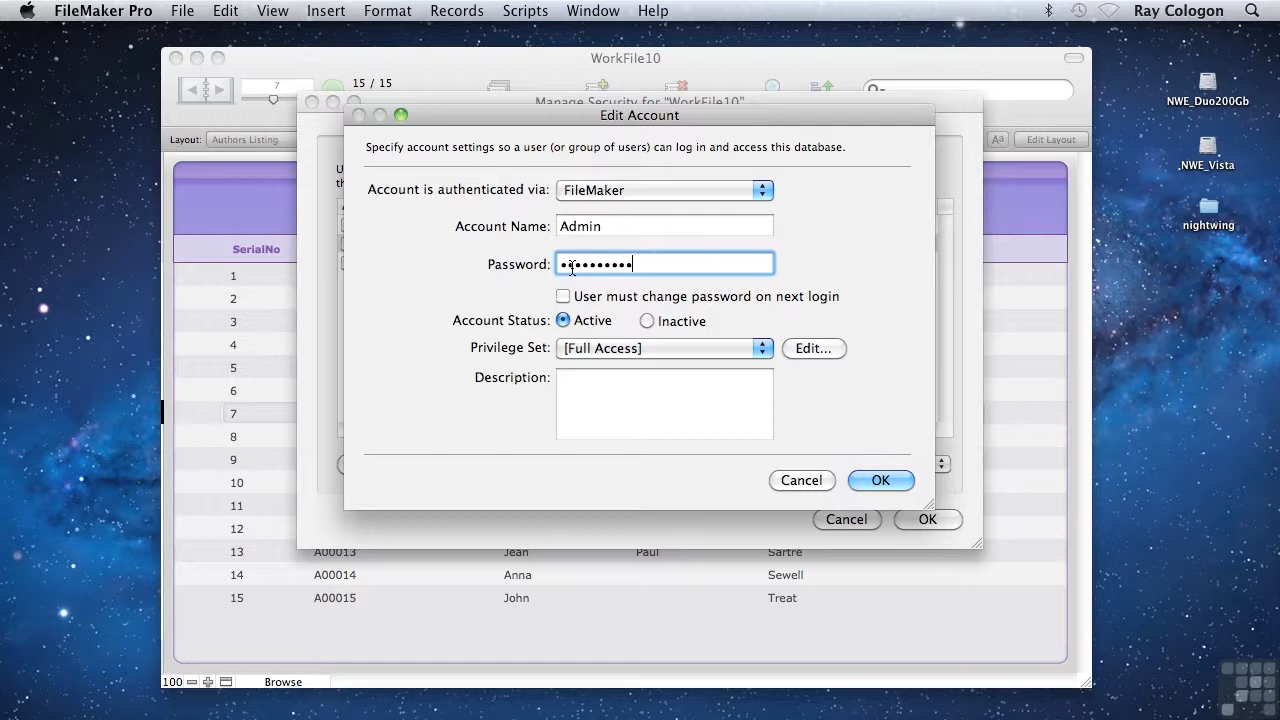 FileMaker Pro File Edit View Insert Format Records Scripts Window Help Ray Cologon
WorkFile10
7 15 / 15
Manage Security for "WorkFile10"
Layout: Authors Listing Aa Edit Layout
Edit Account
Specify account settings so a user (or group of users) can log in and access this database.
Account is authenticated via: FileMaker
Account Name: Admin
Password: ••••••••••
User must change password on next login
Account Status: Active Inactive
Privilege Set: [Full Access] Edit...
Description:
Cancel OK
Cancel OK
SerialNo
1
2
3
4
5
6
7
8
9
10
11
12
13 A00013 Jean Paul Sartre
14 A00014 Anna Sewell
15 A00015 John Treat
100 Browse
NWE_Duo200Gb
NWE_Vista
nightwing